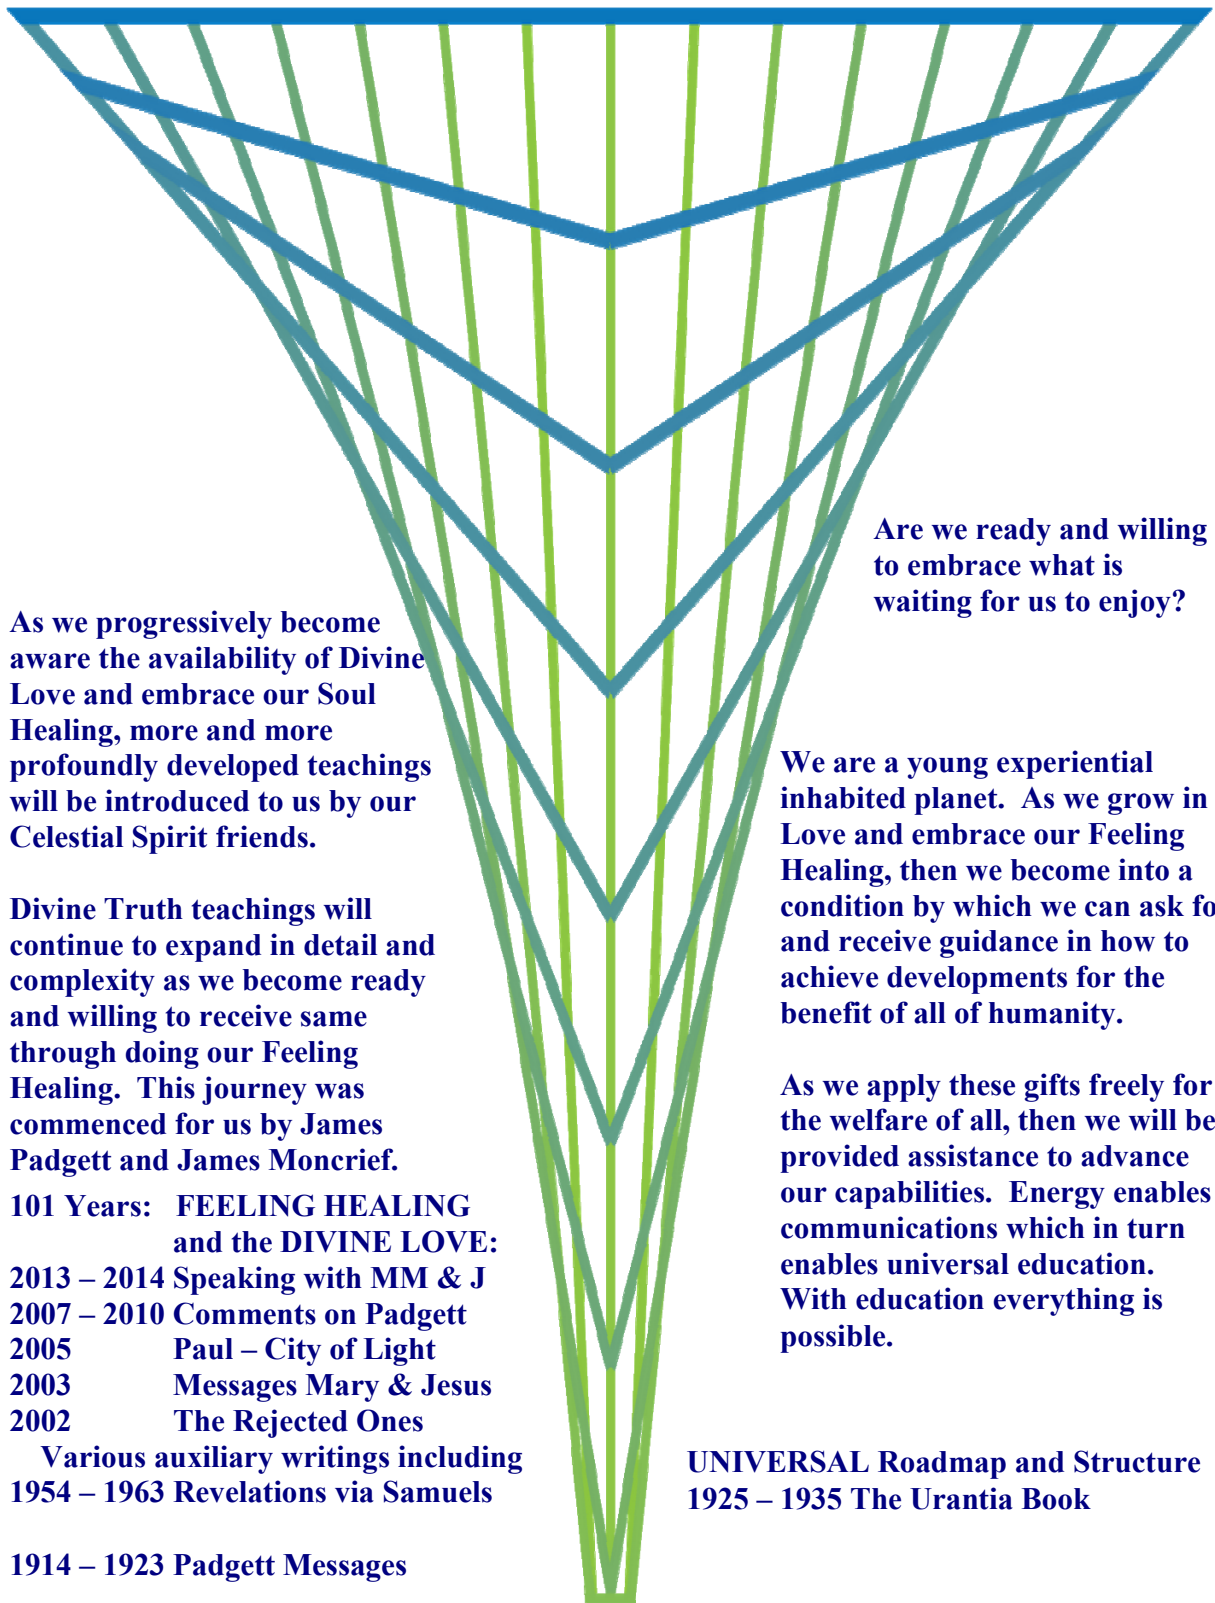 Are we ready and willing
to embrace what is
waiting for us to enjoy?
As we progressively become
aware the availability of Divine
Love and embrace our Soul
Healing, more and more
profoundly developed teachings
will be introduced to us by our
Celestial Spirit friends.
Divine Truth teachings will
continue to expand in detail and
complexity as we become ready
and willing to receive same
through doing our Feeling
Healing.  This journey was
commenced for us by James
Padgett and James Moncrief.
101 Years:   FEELING HEALING
and the DIVINE LOVE:
2013 – 2014 Speaking with MM & J
2007 – 2010 Comments on Padgett
2005 Paul – City of Light
2003 Messages Mary & Jesus
2002 The Rejected Ones
Various auxiliary writings including
1954 – 1963 Revelations via Samuels
1914 – 1923 Padgett Messages
We are a young experiential
inhabited planet.  As we grow in
Love and embrace our Feeling
Healing, then we become into a
condition by which we can ask fo
and receive guidance in how to
achieve developments for the
benefit of all of humanity.
As we apply these gifts freely for
the welfare of all, then we will be
provided assistance to advance
our capabilities.  Energy enables
communications which in turn
enables universal education.
With education everything is
possible.
UNIVERSAL Roadmap and Structure
1925 – 1935 The Urantia Book